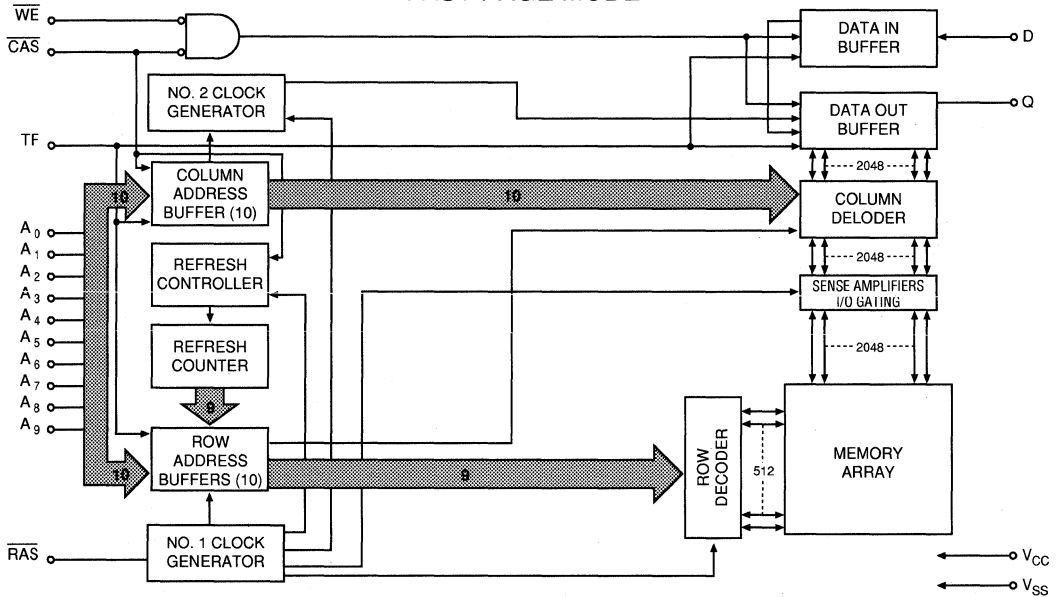 FAST PAGE MODE
WE
CAS
TF
A0
A1
A2
A3
A4
A5
A6
A7
A8
A9
RAS
NO. 2 CLOCK
GENERATOR
10
COLUMN
ADDRESS
BUFFER (10)
10
REFRESH
CONTROLLER
REFRESH
COUNTER
9
10
ROW
ADDRESS
BUFFERS (10)
9
NO. 1 CLOCK
GENERATOR
DATA IN
BUFFER
D
DATA OUT
BUFFER
Q
2048
COLUMN
DELODER
2048
SENSE AMPLIFIERS
I/O GATING
2048
ROW
DECODER
512
MEMORY
ARRAY
VCC
VSS